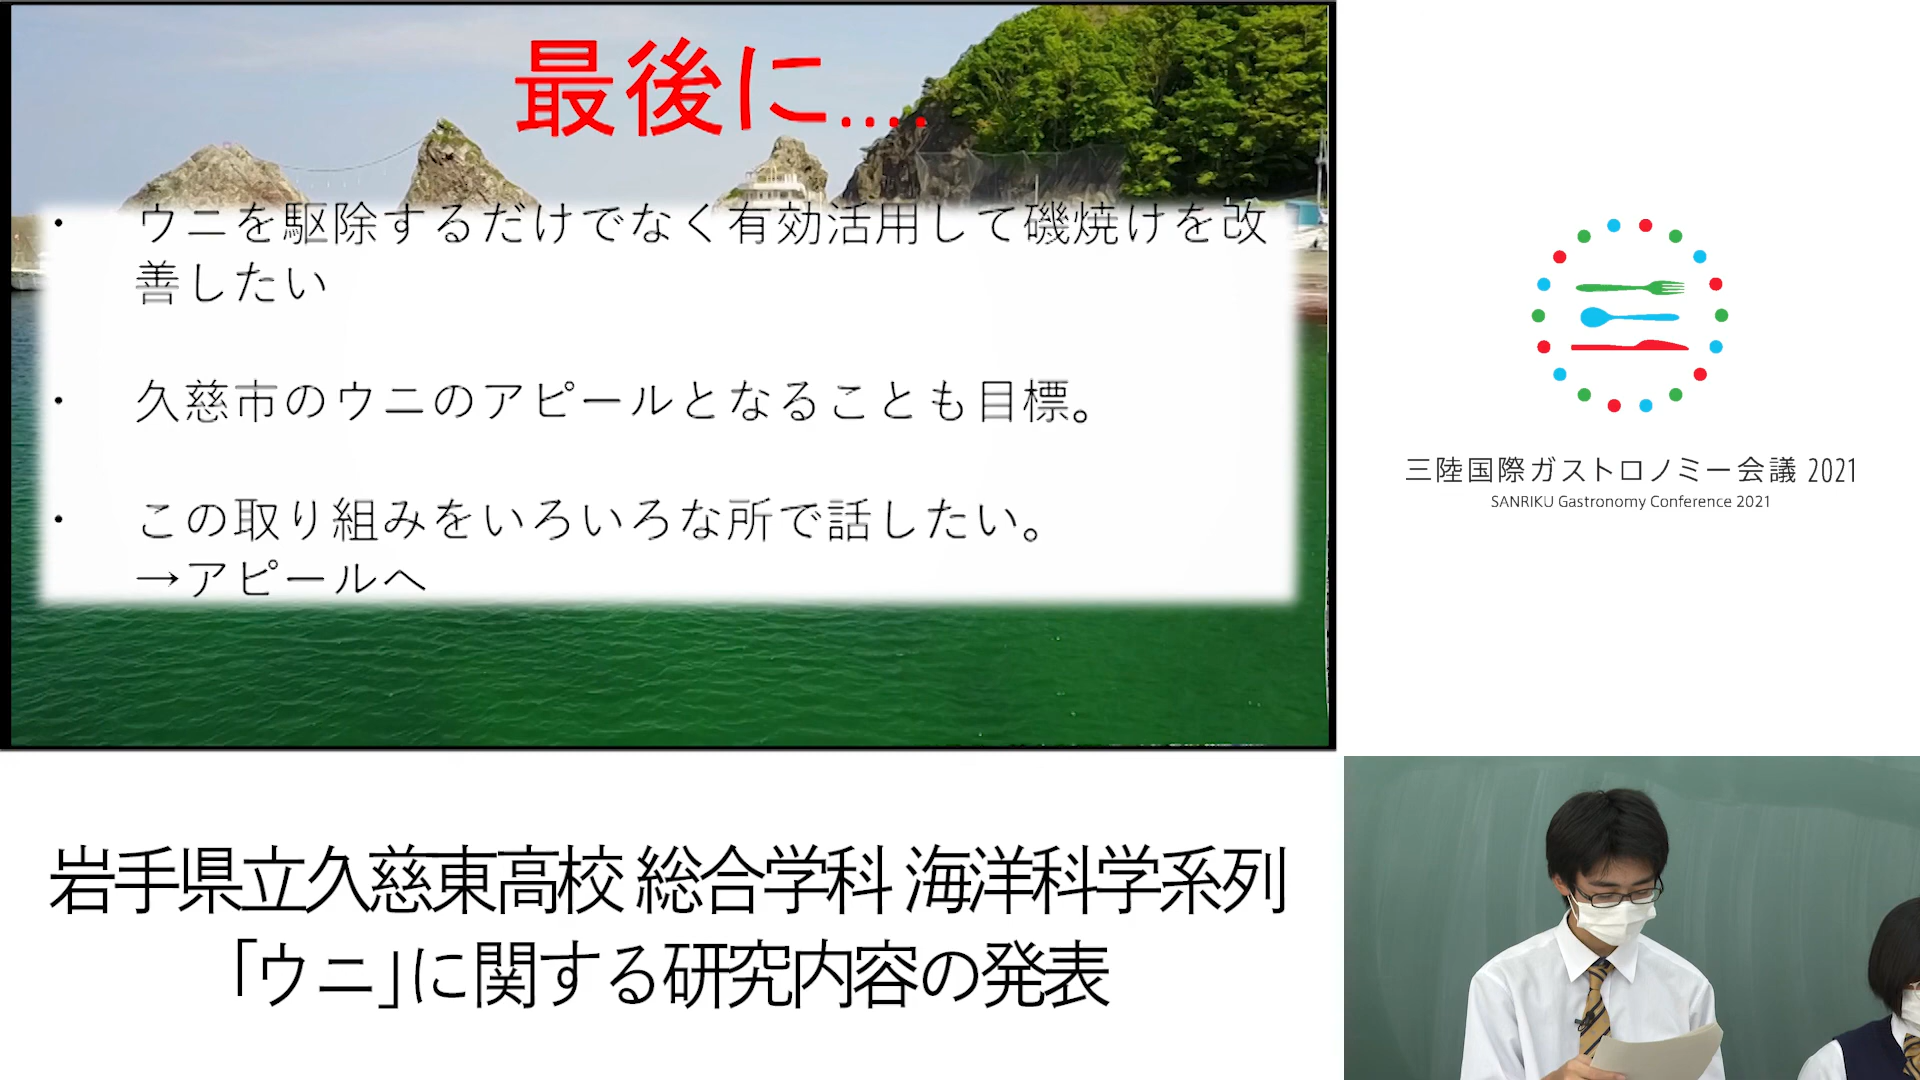 最後に....
・ ウニを駆除するだけでなく有効活用して磯焼けを改
善したい
・ 久慈市のウニのアピールとなることも目標。
・ この取り組みをいろいろな所で話したい。
→アピールへ
三陸国際ガストロノミー会議 2021
SANRIKU Gastronomy Conference 2021
岩手県立久慈東高校 総合学科 海洋科学系列
「ウニ」に関する研究内容の発表